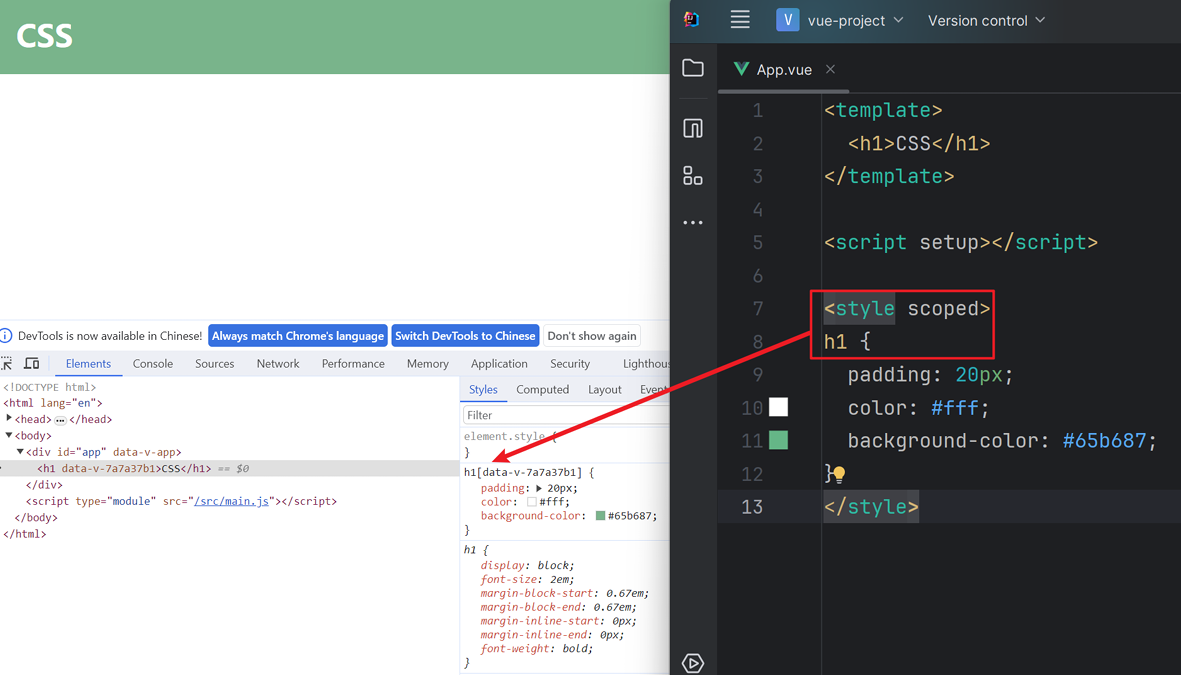 CSS
DevTools is now available in Chinese! Always match Chrome's language Switch DevTools to Chinese Don't show again
Elements Console Sources Network Performance Memory Application Security Lighthous
<!DOCTYPE html>
<html lang="en">
<head> ••• </head>
<body>
<div id="app" data-v-app>
<h1 data-v-7a7a37b1>CSS</h1> == $0
</div>
<script type="module" src="/src/main.js"></script>
</body>
</html>
Styles Computed Layout Event
Filter
element.style {
}
h1[data-v-7a7a37b1] {
padding: 20px;
color: #fff;
background-color: #65b687;
}
h1 {
display: block;
font-size: 2em;
margin-block-start: 0.67em;
margin-block-end: 0.67em;
margin-inline-start: 0px;
margin-inline-end: 0px;
font-weight: bold;
}
V vue-project Version control
App.vue
1 <template>
2 <h1>CSS</h1>
3 </template>
4
5 <script setup></script>
6
7 <style scoped>
8 h1 {
9 padding: 20px;
10 color: #fff;
11 background-color: #65b687;
12 }
13 </style>